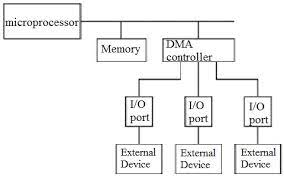 microprocessor
Memory
DMA
controller
I/O
port
I/O
port
I/O
port
External
Device
External
Device
External
Device